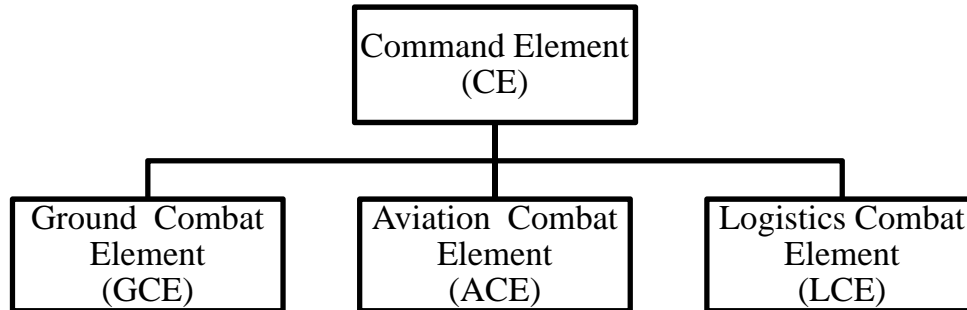 Command Element
(CE)
Ground Combat
Element
(GCE)
Aviation Combat
Element
(ACE)
Logistics Combat
Element
(LCE)